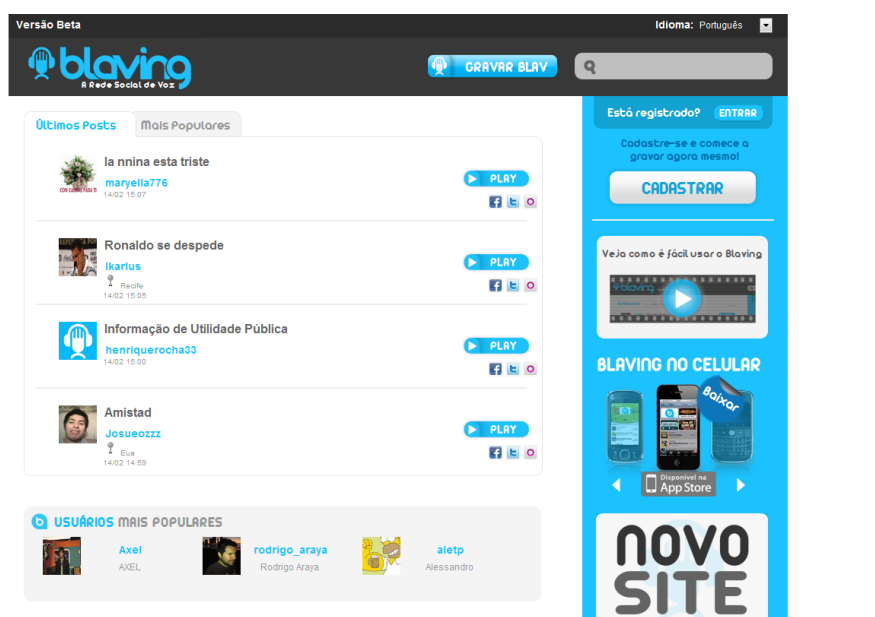 Versão Beta
Idioma: Português
blaving
A Rede Social de Voz
GRAVAR BLAV
Últimos Posts
Mais Populares
la nnina esta triste
maryella776
14/02 15:07
PLAY
Ronaldo se despede
Ikarius
Recife
14/02 15:05
PLAY
Informação de Utilidade Pública
henriquerocha33
14/02 15:00
PLAY
Amistad
Josueozzz
Eua
14/02 14:59
PLAY
USUÁRIOS MAIS POPULARES
Axel
AXEL
rodrigo_araya
Rodrigo Araya
aletp
Alessandro
Está registrado?
ENTRAR
Cadastre-se e comece a
gravar agora mesmo!
CADASTRAR
Veja como é fácil usar o Blaving
blaving
BLAVING NO CELULAR
Baixar
Disponível na
App Store
NOVO
SITE